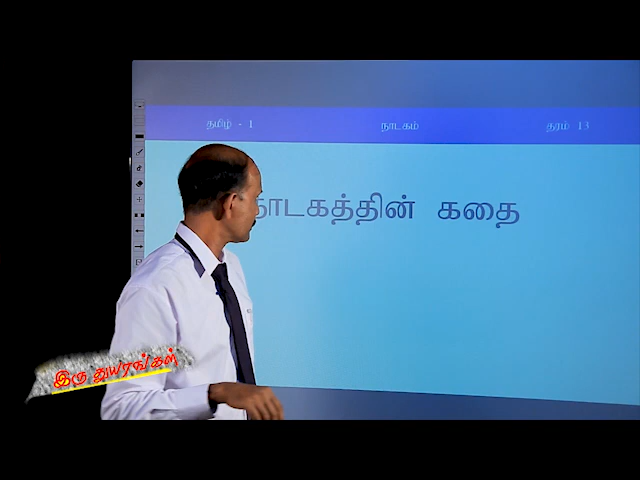 தமிழ் - 1 நாடகம் தரம் 13
நாடகத்தின் கதை
இரு துயரங்கள்